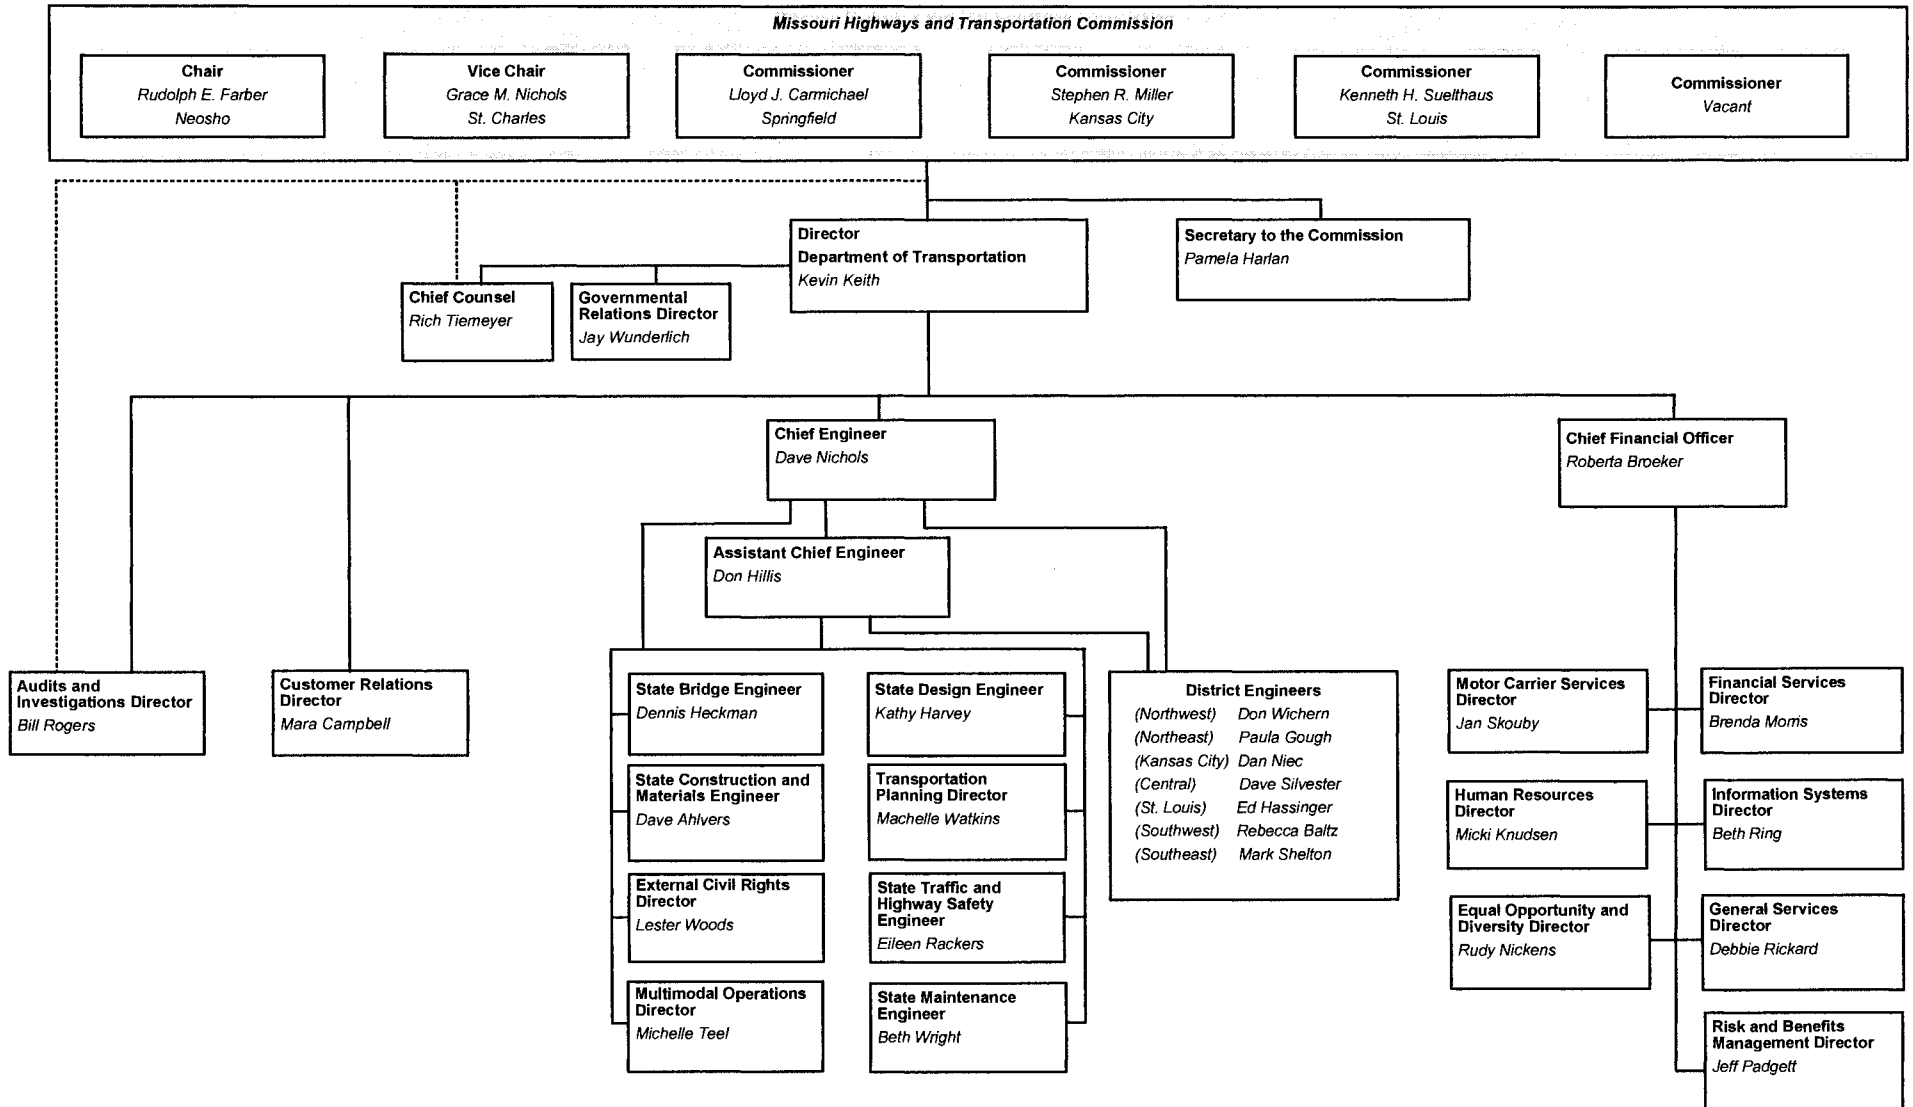 Missouri Highways and Transportation Commission
Chair
Rudolph E. Farber
Neosho
Vice Chair
Grace M. Nichols
St. Charles
Commissioner
Lloyd J. Carmichael
Springfield
Commissioner
Stephen R. Miller
Kansas City
Commissioner
Kenneth H. Suelthaus
St. Louis
Commissioner
Vacant
Director
Department of Transportation
Kevin Keith
Secretary to the Commission
Pamela Harlan
Chief Counsel
Rich Tiemeyer
Governmental
Relations Director
Jay Wunderlich
Chief Engineer
Dave Nichols
Chief Financial Officer
Roberta Broeker
Assistant Chief Engineer
Don Hillis
Audits and
Investigations Director
Bill Rogers
Customer Relations
Director
Mara Campbell
State Bridge Engineer
Dennis Heckman
State Design Engineer
Kathy Harvey
State Construction and
Materials Engineer
Dave Ahlvers
Transportation
Planning Director
Machelle Watkins
External Civil Rights
Director
Lester Woods
State Traffic and
Highway Safety
Engineer
Eileen Rackers
Multimodal Operations
Director
Michelle Teel
State Maintenance
Engineer
Beth Wright
District Engineers
(Northwest) Don Wichern
(Northeast) Paula Gough
(Kansas City) Dan Niec
(Central) Dave Silvester
(St. Louis) Ed Hassinger
(Southwest) Rebecca Baltz
(Southeast) Mark Shelton
Motor Carrier Services
Director
Jan Skouby
Financial Services
Director
Brenda Morris
Human Resources
Director
Micki Knudsen
Information Systems
Director
Beth Ring
Equal Opportunity and
Diversity Director
Rudy Nickens
General Services
Director
Debbie Rickard
Risk and Benefits
Management Director
Jeff Padgett